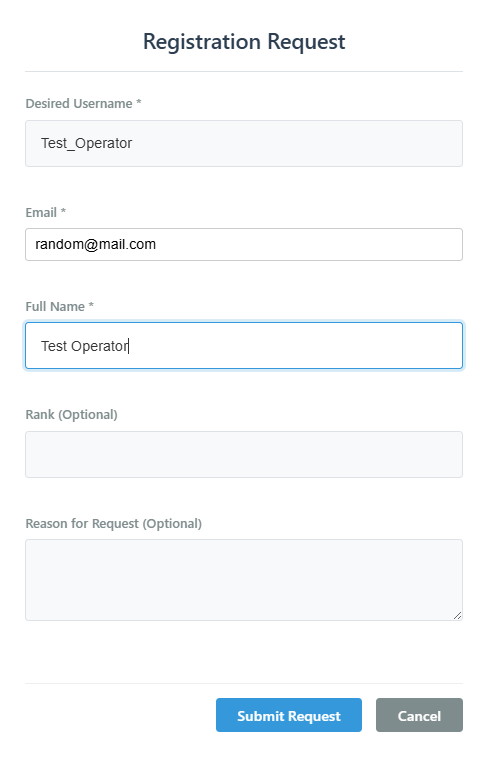 Registration Request
Desired Username *
Test_Operator
Email *
random@mail.com
Full Name *
Test Operator
Rank (Optional)
Reason for Request (Optional)
Submit Request
Cancel